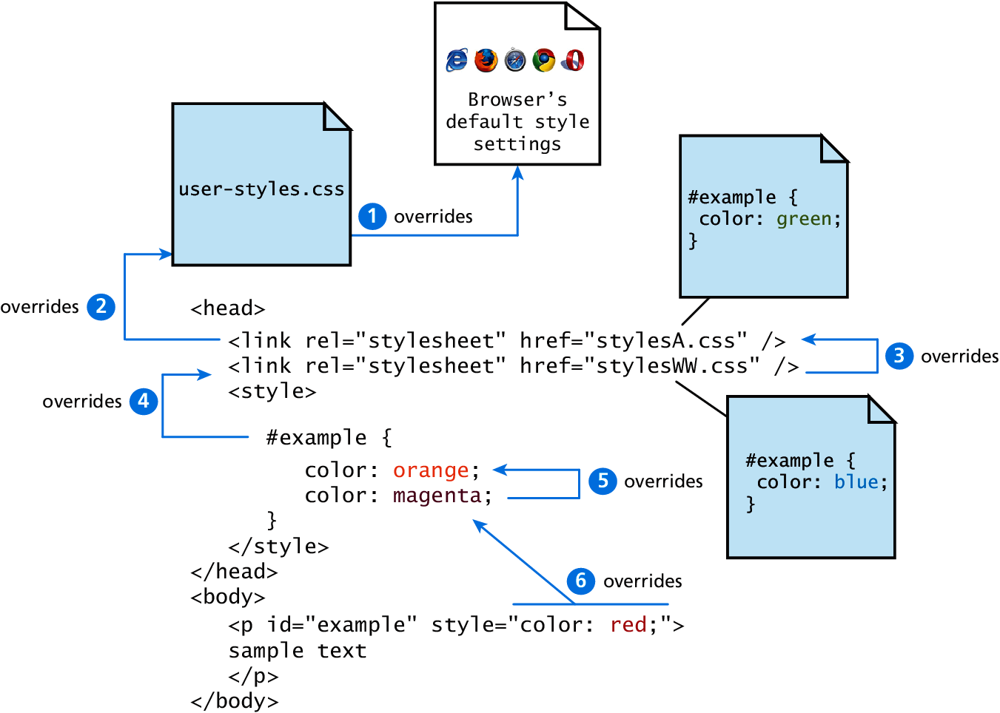 Browser’s
default style
settings
user-styles.css
1 overrides
#example {
color: green;
}
overrides 2
<head>
<link rel="stylesheet" href="stylesA.css" />
<link rel="stylesheet" href="stylesWW.css" />
3 overrides
<style>
overrides 4
#example {
color: orange;
color: magenta;
5 overrides
}
#example {
color: blue;
}
</style>
</head>
6 overrides
<body>
<p id="example" style="color: red;">
sample text
</p>
</body>